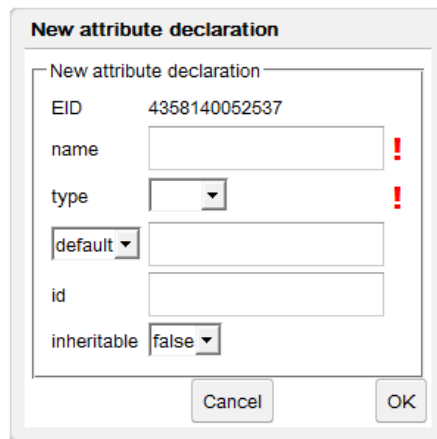 New attribute declaration
New attribute declaration
EID 4358140052537
name !
type !
default
id
inheritable false
Cancel OK